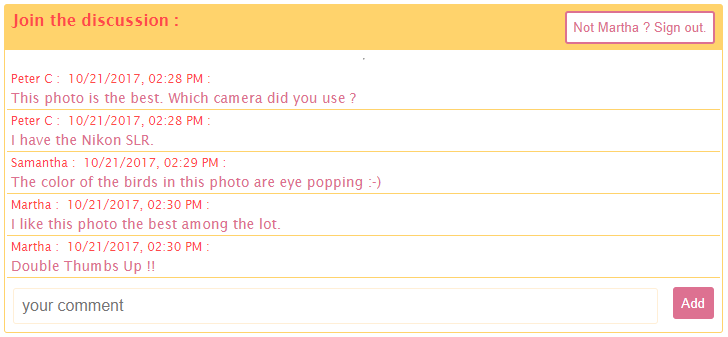 Join the discussion :
Not Martha ? Sign out.
Peter C :  10/21/2017, 02:28 PM :
This photo is the best. Which camera did you use ?
Peter C :  10/21/2017, 02:28 PM :
I have the Nikon SLR.
Samantha :  10/21/2017, 02:29 PM :
The color of the birds in this photo are eye popping :-)
Martha :  10/21/2017, 02:30 PM :
I like this photo the best among the lot.
Martha :  10/21/2017, 02:30 PM :
Double Thumbs Up !!
your comment
Add